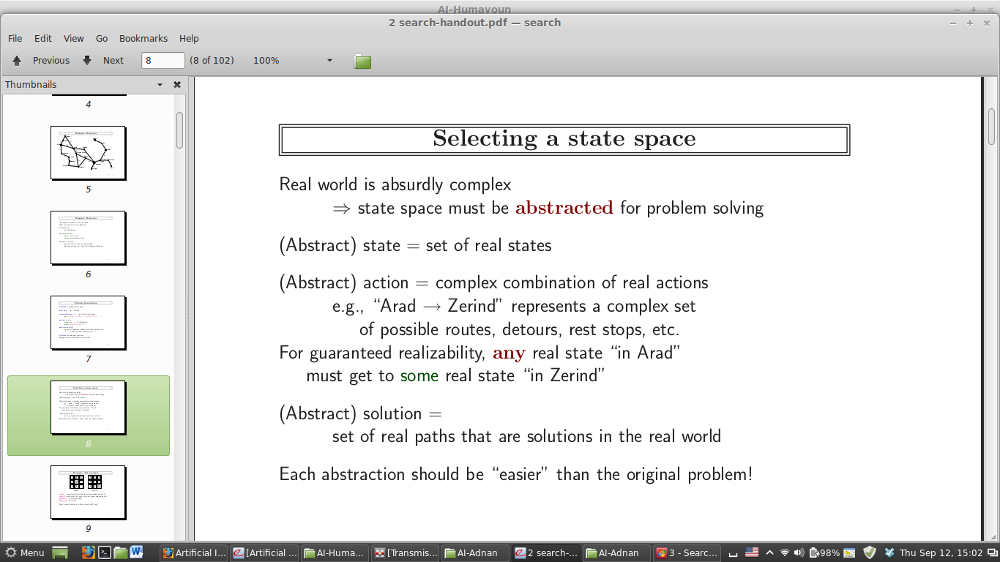 AI-Humayoun
2 search-handout.pdf — search
File Edit View Go Bookmarks Help
Previous Next 8 (8 of 102) 100%
Thumbnails
4
5
6
7
8
9
Selecting a state space
Real world is absurdly complex
⇒ state space must be abstracted for problem solving
(Abstract) state = set of real states
(Abstract) action = complex combination of real actions
e.g., “Arad → Zerind” represents a complex set
of possible routes, detours, rest stops, etc.
For guaranteed realizability, any real state “in Arad”
must get to some real state “in Zerind”
(Abstract) solution =
set of real paths that are solutions in the real world
Each abstraction should be “easier” than the original problem!
Menu Artificial I... [Artificial ... AI-Huma... [Transmis... AI-Adnan 2 search-... AI-Adnan 3 - Searc... 98% Thu Sep 12, 15:02